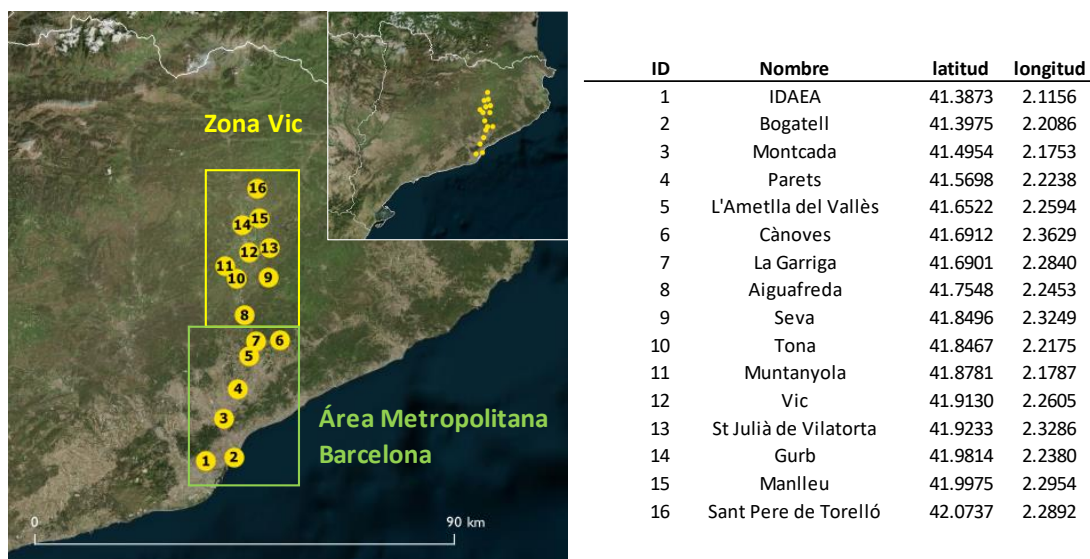 Zona Vic
16
15
14
13
12
11
10
9
8
7
6
5
4
3
2
1
Área Metropolitana
Barcelona
0
90 km
ID Nombre latitud longitud
1 IDAEA 41.3873 2.1156
2 Bogatell 41.3975 2.2086
3 Montcada 41.4954 2.1753
4 Parets 41.5698 2.2238
5 L'Ametlla del Vallès 41.6522 2.2594
6 Cànoves 41.6912 2.3629
7 La Garriga 41.6901 2.2840
8 Aiguafreda 41.7548 2.2453
9 Seva 41.8496 2.3249
10 Tona 41.8467 2.2175
11 Muntanyola 41.8781 2.1787
12 Vic 41.9130 2.2605
13 St Julià de Vilatorta 41.9233 2.3286
14 Gurb 41.9814 2.2380
15 Manlleu 41.9975 2.2954
16 Sant Pere de Torelló 42.0737 2.2892